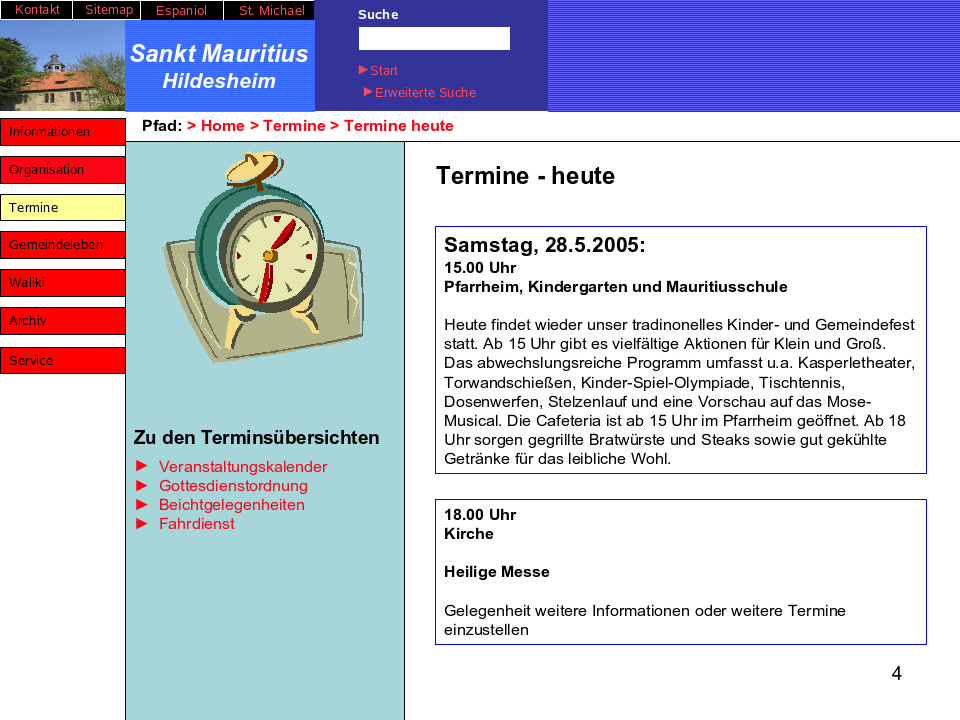 Kontakt Sitemap Espaniol St. Michael
Suche
Sankt Mauritius
Hildesheim
►Start
►Erweiterte Suche
Pfad: > Home > Termine > Termine heute
Informationen
Organisation
Termine
Gemeindeleben
Waliki
Archiv
Service
Zu den Terminsübersichten
► Veranstaltungskalender
► Gottesdienstordnung
► Beichtgelegenheiten
► Fahrdienst
Termine - heute
Samstag, 28.5.2005:
15.00 Uhr
Pfarrheim, Kindergarten und Mauritiusschule
Heute findet wieder unser tradinonelles Kinder- und Gemeindefest
statt. Ab 15 Uhr gibt es vielfältige Aktionen für Klein und Groß.
Das abwechslungsreiche Programm umfasst u.a. Kasperletheater,
Torwandschießen, Kinder-Spiel-Olympiade, Tischtennis,
Dosenwerfen, Stelzenlauf und eine Vorschau auf das Mose-
Musical. Die Cafeteria ist ab 15 Uhr im Pfarrheim geöffnet. Ab 18
Uhr sorgen gegrillte Bratwürste und Steaks sowie gut gekühlte
Getränke für das leibliche Wohl.
18.00 Uhr
Kirche
Heilige Messe
Gelegenheit weitere Informationen oder weitere Termine
einzustellen
4